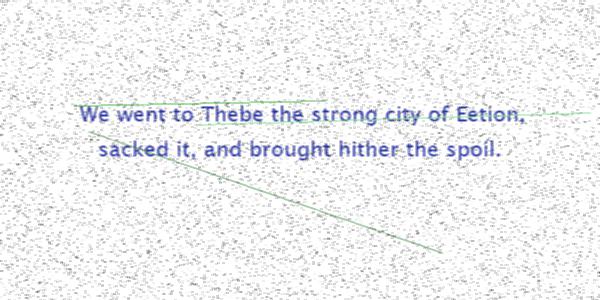 We went to Thebe the strong city of Eetion,
sacked it, and brought hither the spoil.